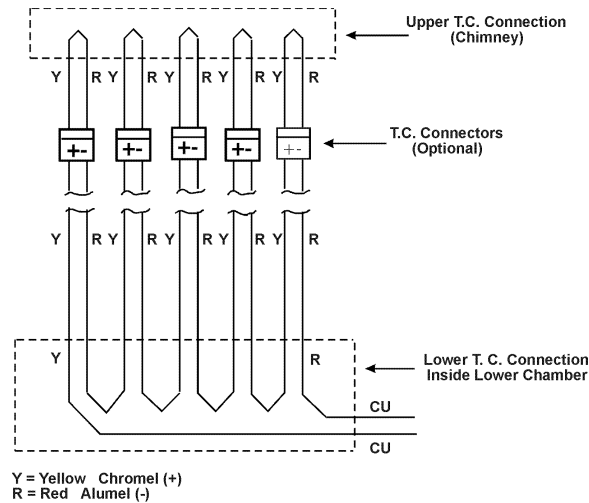 Upper T.C. Connection
(Chimney)
Y R Y R Y R Y R Y R
T.C. Connectors
(Optional)
+- +- +- +- +-
Y R Y R Y R Y R Y R
Y R
Lower T. C. Connection
Inside Lower Chamber
CU
CU
Y = Yellow Chromel (+)
R = Red Alumel (-)